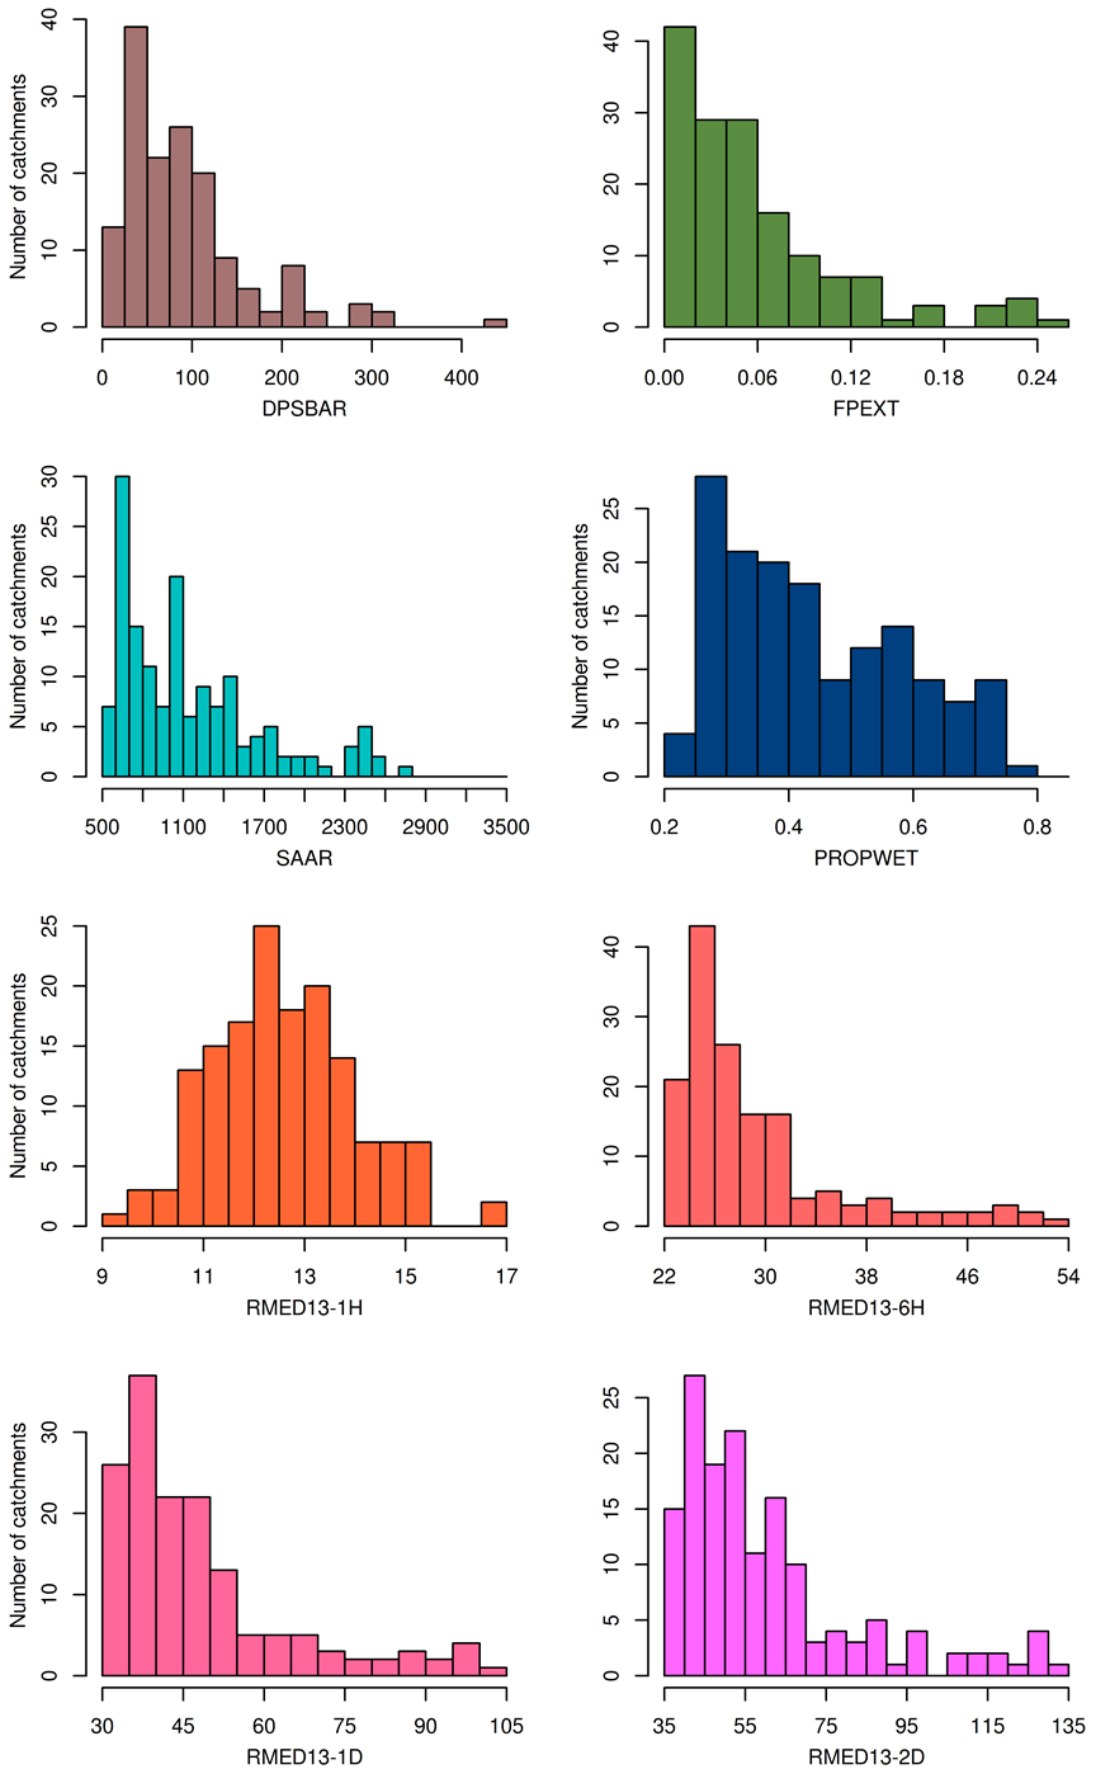 Number of catchments
0 10 20 30 40
0 100 200 300 400
DPSBAR
0 10 20 30 40
0.00 0.06 0.12 0.18 0.24
FPEXT
Number of catchments
0 5 10 15 20 25 30
500 1100 1700 2300 2900 3500
SAAR
Number of catchments
0 5 10 15 20 25
0.2 0.4 0.6 0.8
PROPWET
Number of catchments
0 5 10 15 20 25
9 11 13 15 17
RMED13-1H
0 10 20 30 40
22 30 38 46 54
RMED13-6H
Number of catchments
0 10 20 30
30 45 60 75 90 105
RMED13-1D
0 5 10 15 20 25
35 55 75 95 115 135
RMED13-2D